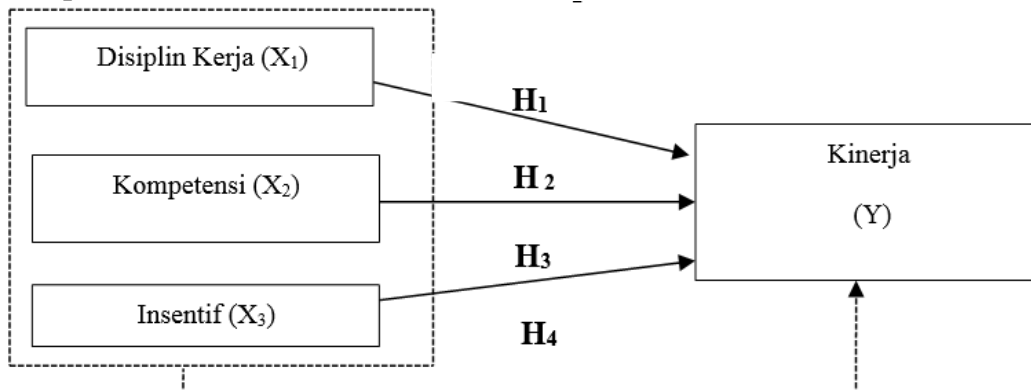 Disiplin Kerja (X₁)
H₁
Kompetensi (X₂)
H ₂
Kinerja
(Y)
H₃
Insentif (X₃)
H₄